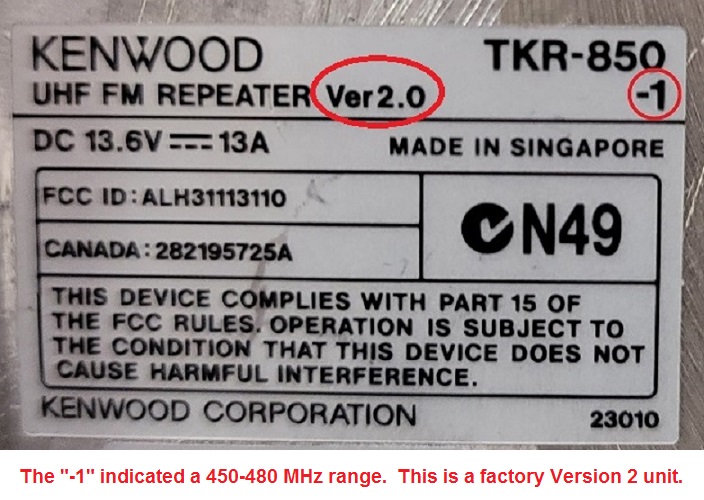 KENWOOD TKR-850
UHF FM REPEATER Ver2.0 -1
DC 13.6V ⎓ 13A MADE IN SINGAPORE
FCC ID:ALH31113110
CANADA:282195725A
N49
THIS DEVICE COMPLIES WITH PART 15 OF
THE FCC RULES. OPERATION IS SUBJECT TO
THE CONDITION THAT THIS DEVICE DOES NOT
CAUSE HARMFUL INTERFERENCE.
KENWOOD CORPORATION 23010
The "-1" indicated a 450-480 MHz range. This is a factory Version 2 unit.